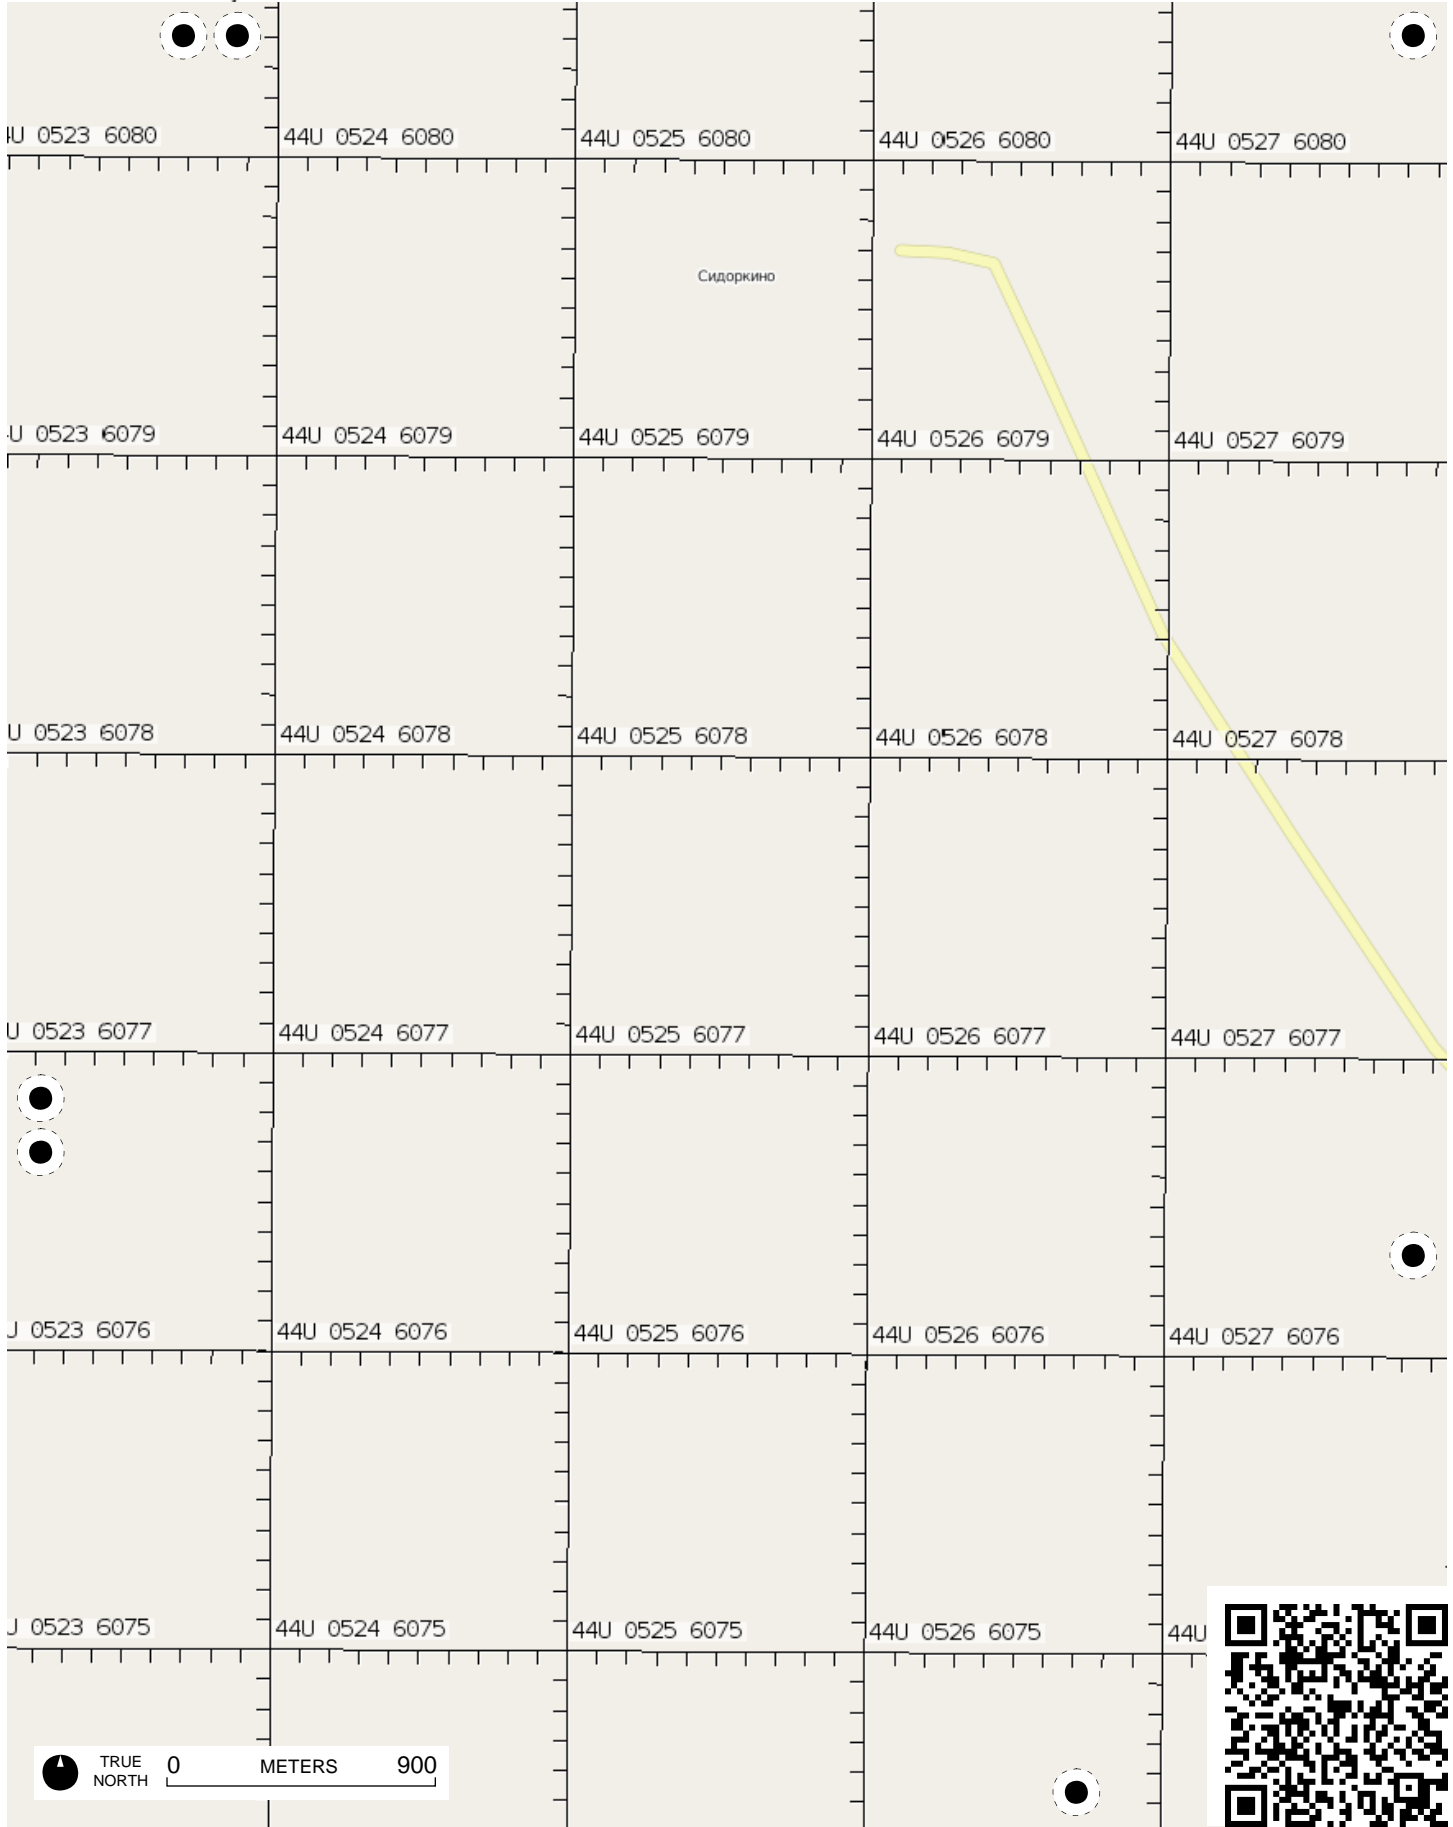 U 0523 6080 44U 0524 6080 44U 0525 6080 44U 0526 6080 44U 0527 6080
Сидоркино
U 0523 6079 44U 0524 6079 44U 0525 6079 44U 0526 6079 44U 0527 6079
U 0523 6078 44U 0524 6078 44U 0525 6078 44U 0526 6078 44U 0527 6078
U 0523 6077 44U 0524 6077 44U 0525 6077 44U 0526 6077 44U 0527 6077
U 0523 6076 44U 0524 6076 44U 0525 6076 44U 0526 6076 44U 0527 6076
U 0523 6075 44U 0524 6075 44U 0525 6075 44U 0526 6075 44U
TRUE NORTH
0 METERS 900